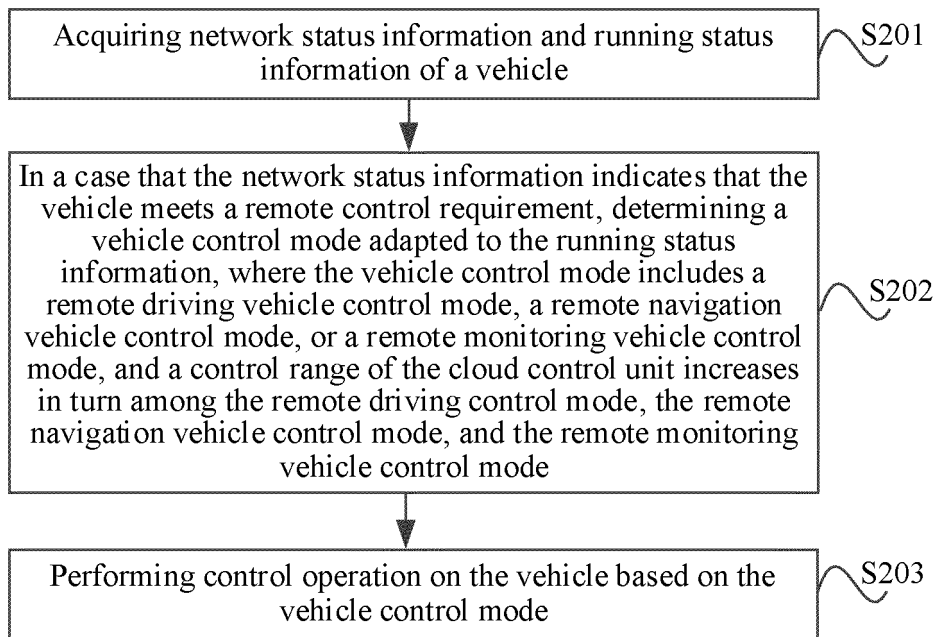 Acquiring network status information and running status
information of a vehicle
S201
In a case that the network status information indicates that the
vehicle meets a remote control requirement, determining a
vehicle control mode adapted to the running status
information, where the vehicle control mode includes a
remote driving vehicle control mode, a remote navigation
vehicle control mode, or a remote monitoring vehicle control
mode, and a control range of the cloud control unit increases
in turn among the remote driving control mode, the remote
navigation vehicle control mode, and the remote monitoring
vehicle control mode
S202
Performing control operation on the vehicle based on the
vehicle control mode
S203